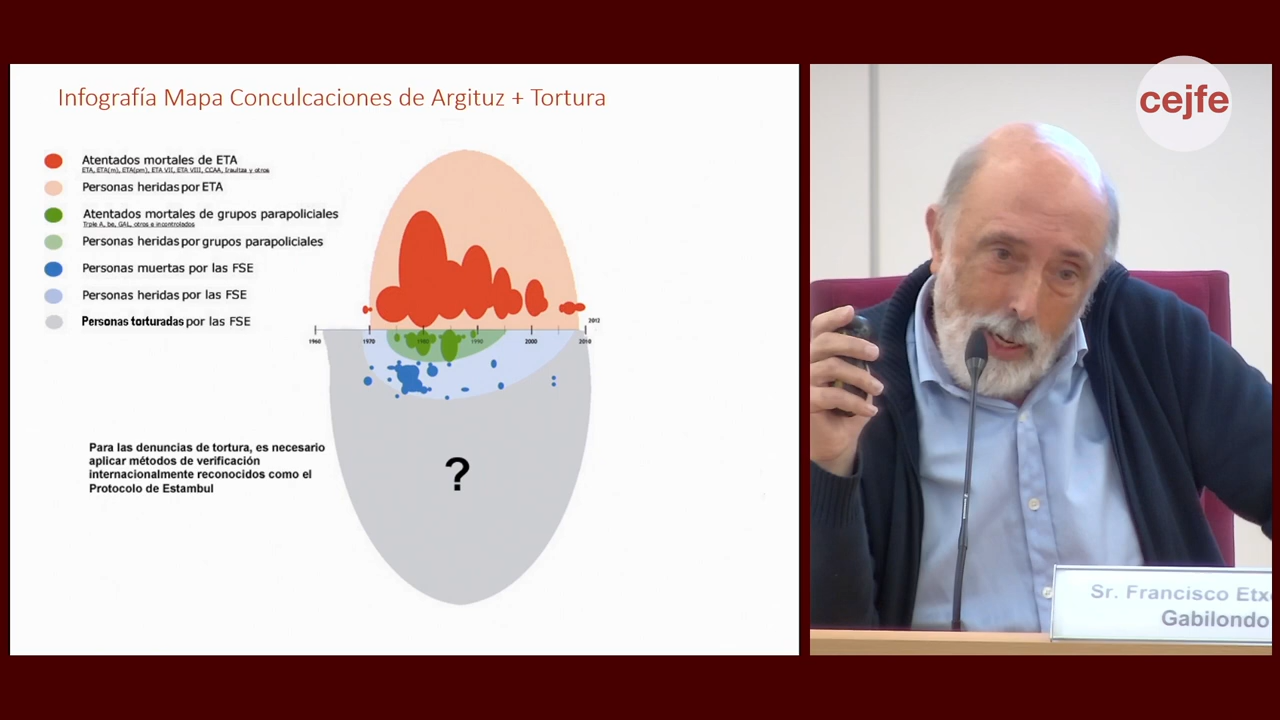 cejfe
Infografía Mapa Conculcaciones de Argituz + Tortura
Atentados mortales de ETA
ETA, ETA(m), ETA(pm), ETA VII, ETA VIII, CCAA, Iraultza y otros
Personas heridas por ETA
Atentados mortales de grupos parapoliciales
Triple A, bve, GAL, otros e incontrolados
Personas heridas por grupos parapoliciales
Personas muertas por las FSE
Personas heridas por las FSE
Personas torturadas por las FSE
2012
1960 1970 1980 1990 2000 2010
Para las denuncias de tortura, es necesario
aplicar métodos de verificación
internacionalmente reconocidos como el
Protocolo de Estambul
?
Sr. Francisco Etxe
Gabilondo